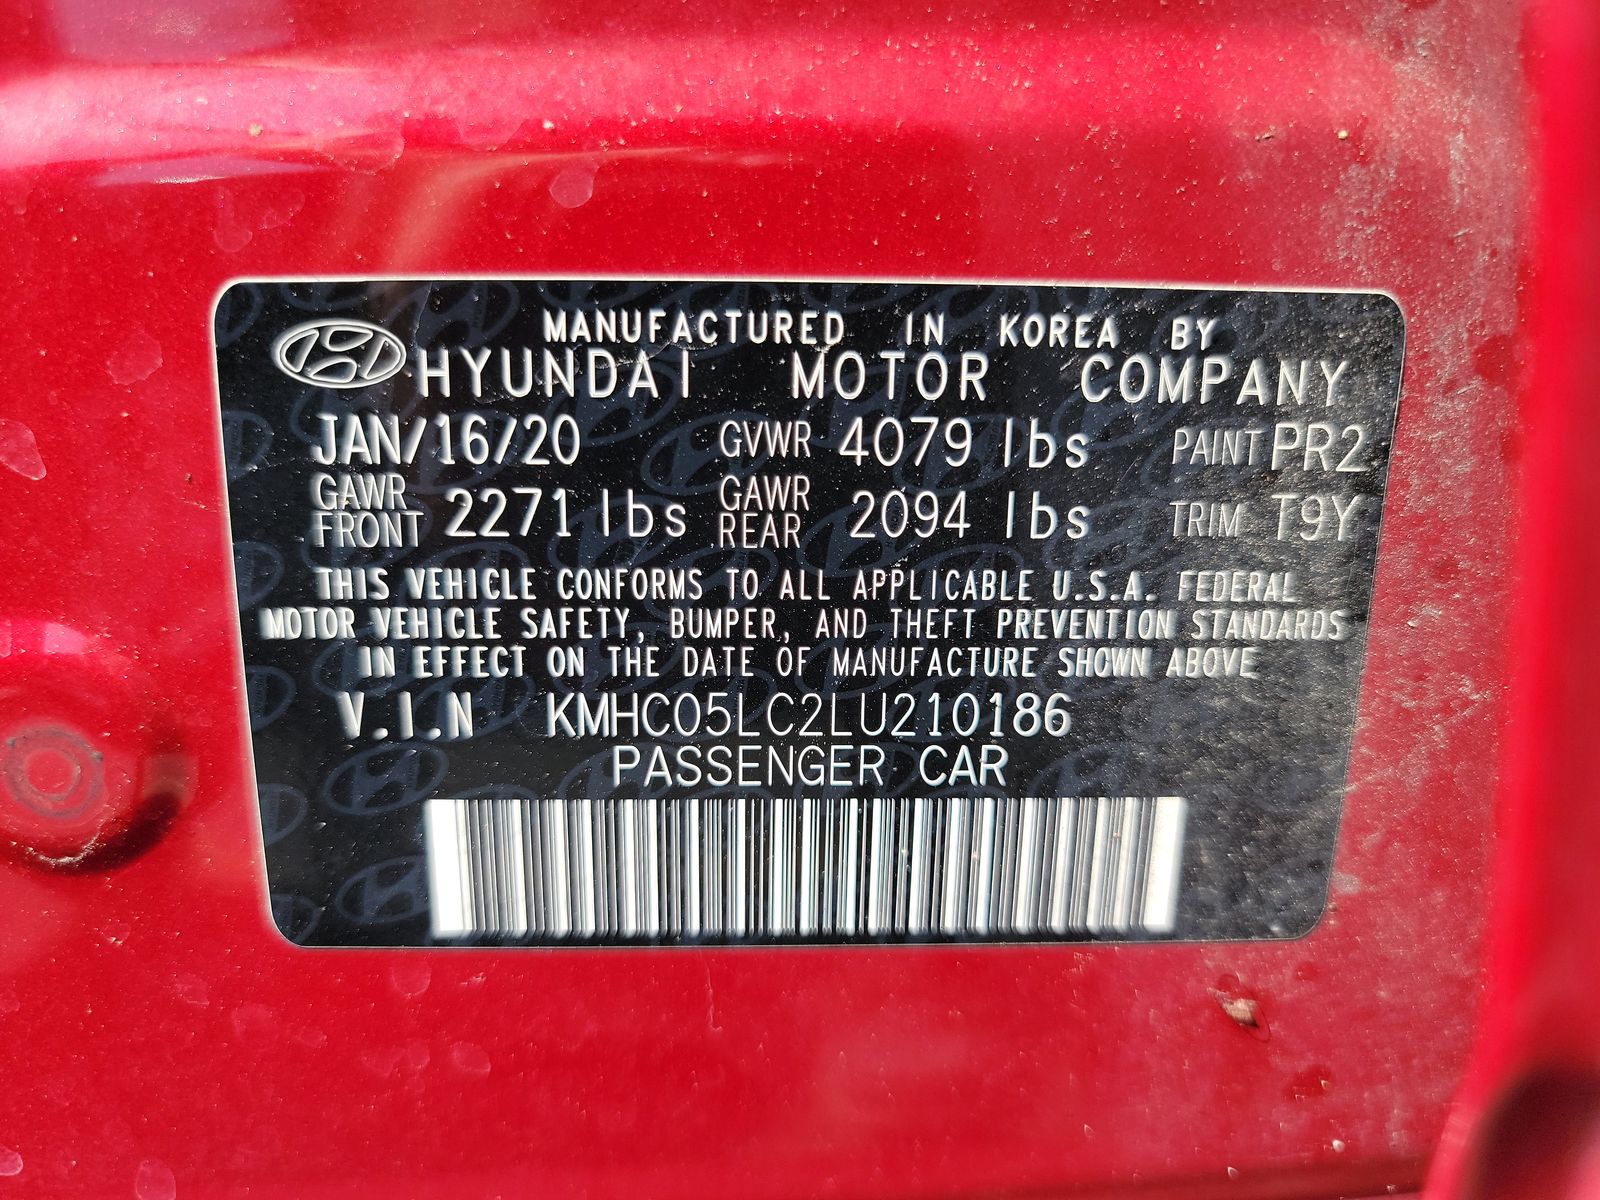 MANUFACTURED IN KOREA BY
HYUNDAI MOTOR COMPANY
JAN/16/20 GVWR 4079 lbs PAINT PR2
GAWR FRONT 2271 lbs GAWR REAR 2094 lbs TRIM T9Y
THIS VEHICLE CONFORMS TO ALL APPLICABLE U.S.A. FEDERAL
MOTOR VEHICLE SAFETY, BUMPER, AND THEFT PREVENTION STANDARDS
IN EFFECT ON THE DATE OF MANUFACTURE SHOWN ABOVE
V.I.N KMHC05LC2LU210186
PASSENGER CAR